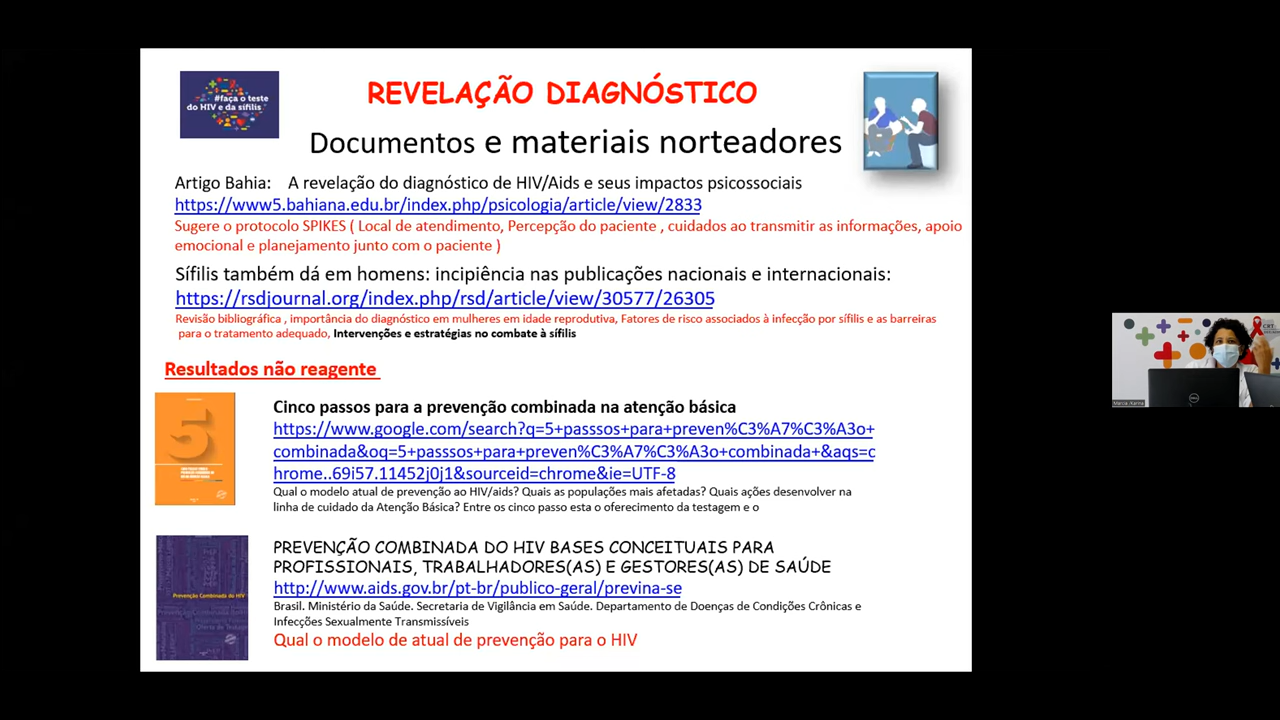 #faça o teste
do HIV e da sífilis
REVELAÇÃO DIAGNÓSTICO
Documentos e materiais norteadores
Artigo Bahia: A revelação do diagnóstico de HIV/Aids e seus impactos psicossociais
https://www5.bahiana.edu.br/index.php/psicologia/article/view/2833
Sugere o protocolo SPIKES ( Local de atendimento, Percepção do paciente , cuidados ao transmitir as informações, apoio
emocional e planejamento junto com o paciente )
Sífilis também dá em homens: incipiência nas publicações nacionais e internacionais:
https://rsdjournal.org/index.php/rsd/article/view/30577/26305
Revisão bibliográfica , importância do diagnóstico em mulheres em idade reprodutiva, Fatores de risco associados à infecção por sífilis e as barreiras
para o tratamento adequado, Intervenções e estratégias no combate à sífilis
Resultados não reagente
5
Cinco passos para a prevenção combinada na atenção básica
https://www.google.com/search?q=5+passsos+para+preven%C3%A7%C3%A3o+
combinada&oq=5+passsos+para+preven%C3%A7%C3%A3o+combinada+&aqs=c
hrome..69i57.11452j0j1&sourceid=chrome&ie=UTF-8
Qual o modelo atual de prevenção ao HIV/aids? Quais as populações mais afetadas? Quais ações desenvolver na
linha de cuidado da Atenção Básica? Entre os cinco passo esta o oferecimento da testagem e o
Prevenção Combinada do HIV
PREVENÇÃO COMBINADA DO HIV BASES CONCEITUAIS PARA
PROFISSIONAIS, TRABALHADORES(AS) E GESTORES(AS) DE SAÚDE
http://www.aids.gov.br/pt-br/publico-geral/previna-se
Brasil. Ministério da Saúde. Secretaria de Vigilância em Saúde. Departamento de Doenças de Condições Crônicas e
Infecções Sexualmente Transmissíveis
Qual o modelo de atual de prevenção para o HIV
CRT